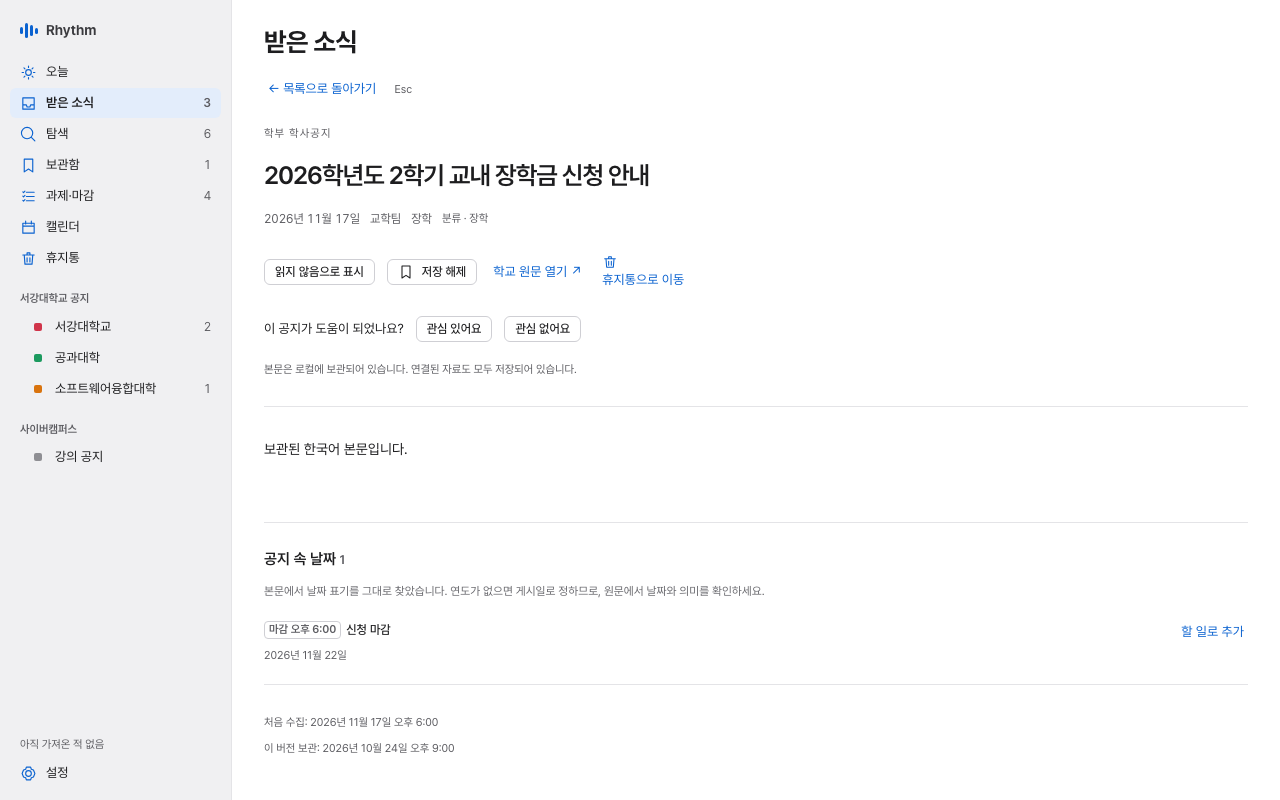 Rhythm
오늘
받은 소식 3
탐색 6
보관함 1
과제·마감 4
캘린더
휴지통
서강대학교 공지
서강대학교 2
공과대학
소프트웨어융합대학 1
사이버캠퍼스
강의 공지
아직 가져온 적 없음
설정
받은 소식
← 목록으로 돌아가기 Esc
학부 학사공지
2026학년도 2학기 교내 장학금 신청 안내
2026년 11월 17일 교학팀 장학 분류 · 장학
읽지 않음으로 표시 저장 해제 학교 원문 열기 ↗ 휴지통으로 이동
이 공지가 도움이 되었나요? 관심 있어요 관심 없어요
본문은 로컬에 보관되어 있습니다. 연결된 자료도 모두 저장되어 있습니다.
보관된 한국어 본문입니다.
공지 속 날짜 1
본문에서 날짜 표기를 그대로 찾았습니다. 연도가 없으면 게시일로 정하므로, 원문에서 날짜와 의미를 확인하세요.
마감 오후 6:00 신청 마감 할 일로 추가
2026년 11월 22일
처음 수집: 2026년 11월 17일 오후 6:00
이 버전 보관: 2026년 10월 24일 오후 9:00